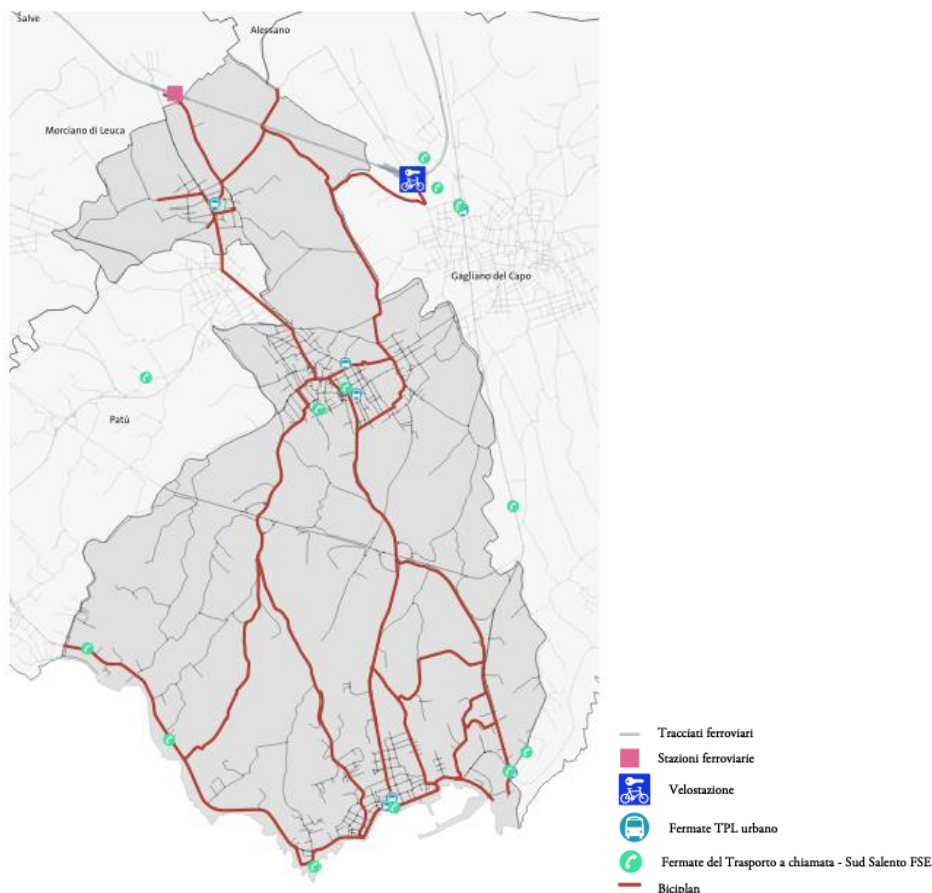 Salve
Alessano
Morciano di Leuca
Gagliano del Capo
Patù
Tracciati ferroviari
Stazioni ferroviarie
Velostazione
Fermate TPL urbano
Fermate del Trasporto a chiamata - Sud Salento FSE
Biciplan